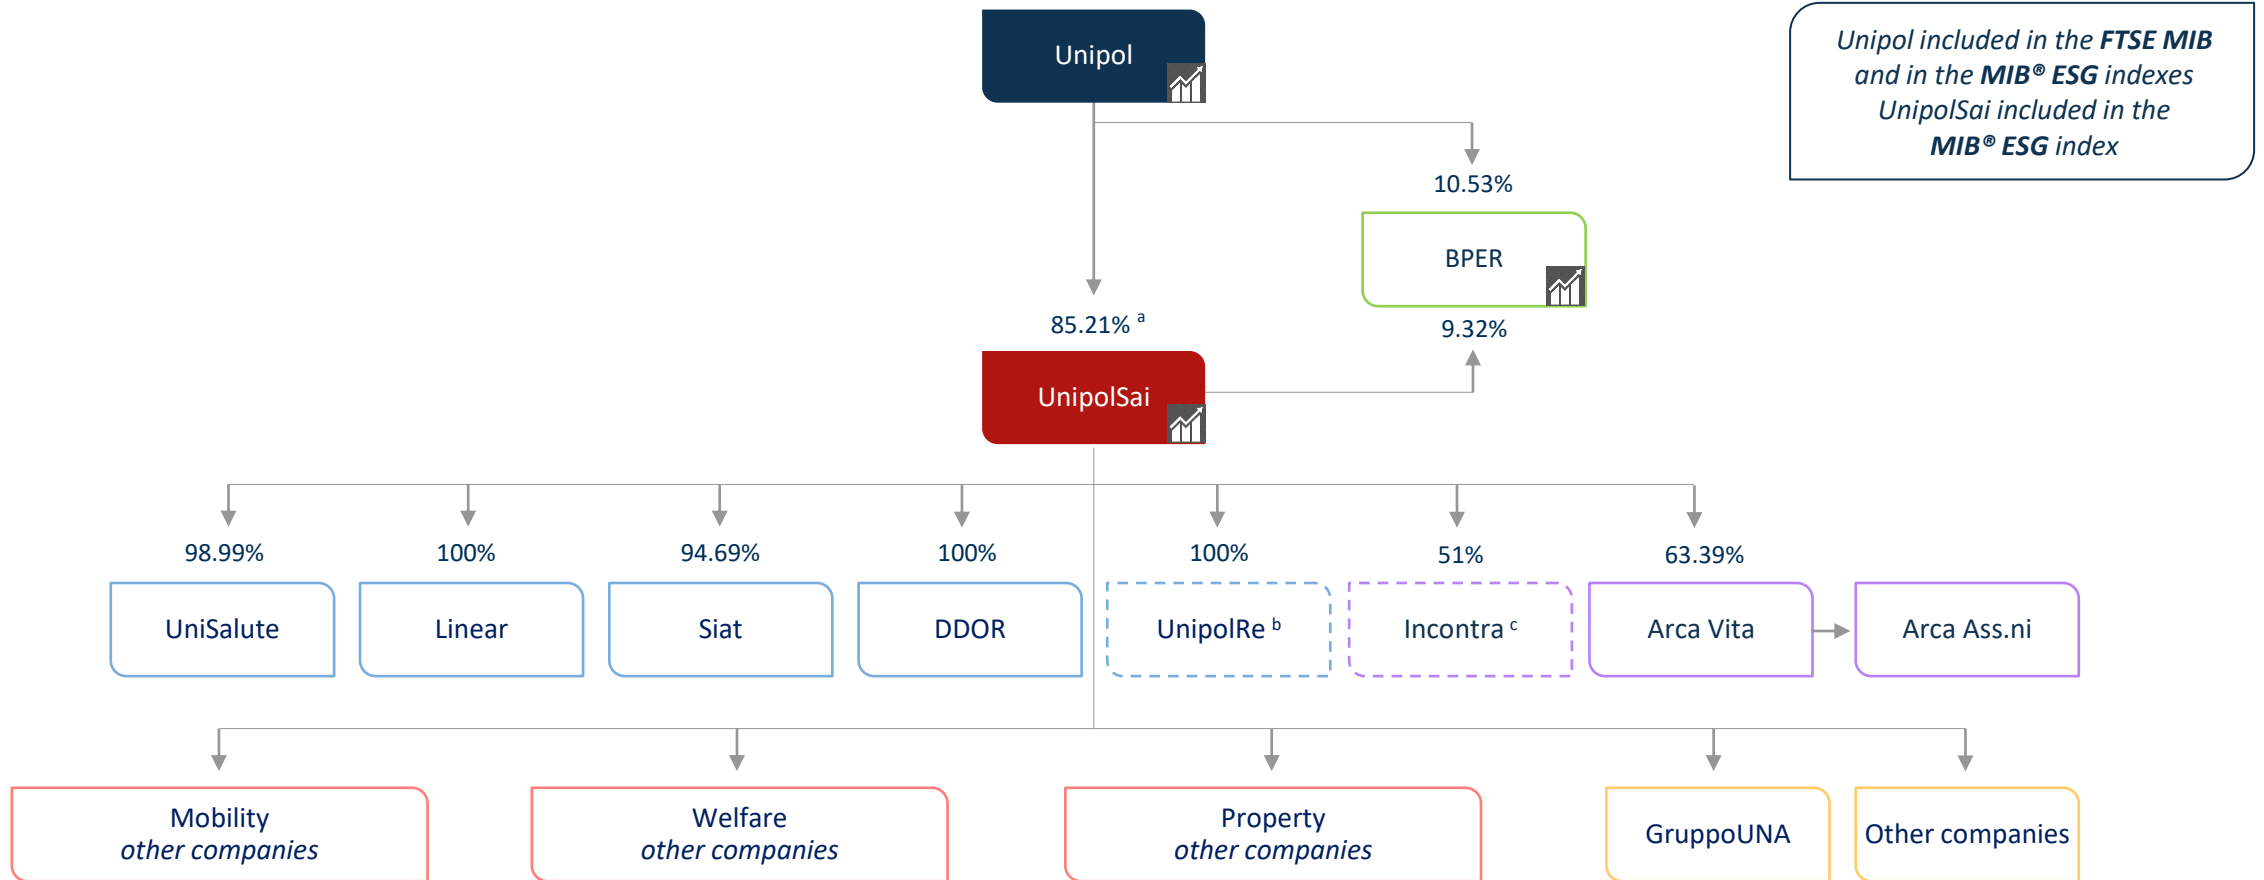 Unipol
Unipol included in the FTSE MIB
and in the MIB® ESG indexes
UnipolSai included in the
MIB® ESG index
10.53%
BPER
85.21% a
9.32%
UnipolSai
98.99%
100%
94.69%
100%
100%
51%
63.39%
UniSalute
Linear
Siat
DDOR
UnipolRe b
Incontra c
Arca Vita
Arca Ass.ni
Mobility
other companies
Welfare
other companies
Property
other companies
GruppoUNA
Other companies